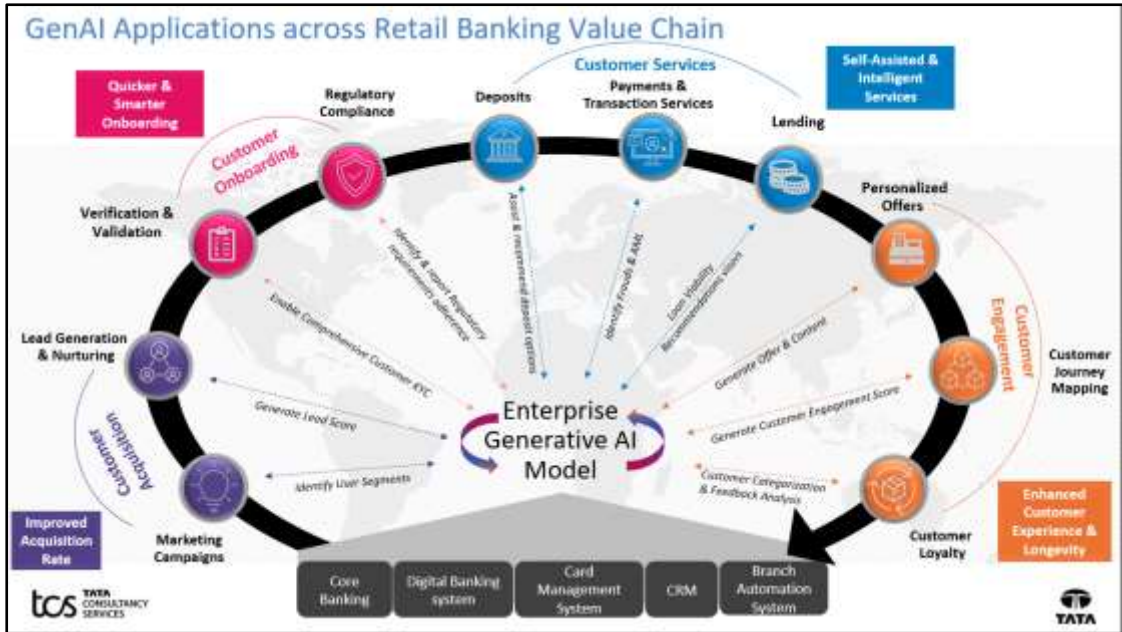 GenAI Applications across Retail Banking Value Chain
Quicker &
Smarter
Onboarding
Regulatory
Compliance
Deposits
Customer Services
Payments &
Transaction Services
Self-Assisted &
Intelligent
Services
Lending
Customer
Onboarding
Verification &
Validation
Personalized
Offers
Lead Generation
& Nurturing
Customer
Engagement
Customer
Journey
Mapping
Customer
Acquisition
Improved
Acquisition
Rate
Marketing
Campaigns
Customer
Loyalty
Enhanced
Customer
Experience &
Longevity
Identify User Segments
Generate Lead Score
Enable Comprehensive Customer KYC
Identify & report Regulatory
requirements adherence
Assist & recommend deposit options
Identify Frauds & AML
Loan Viability
Recommendations
Generate Offer & Content
Generate Customer Engagement Score
Customer Categorization
& Feedback Analysis
Enterprise
Generative AI
Model
Core
Banking
Digital Banking
system
Card
Management
System
CRM
Branch
Automation
System
tcs TATA
CONSULTANCY
SERVICES
TATA